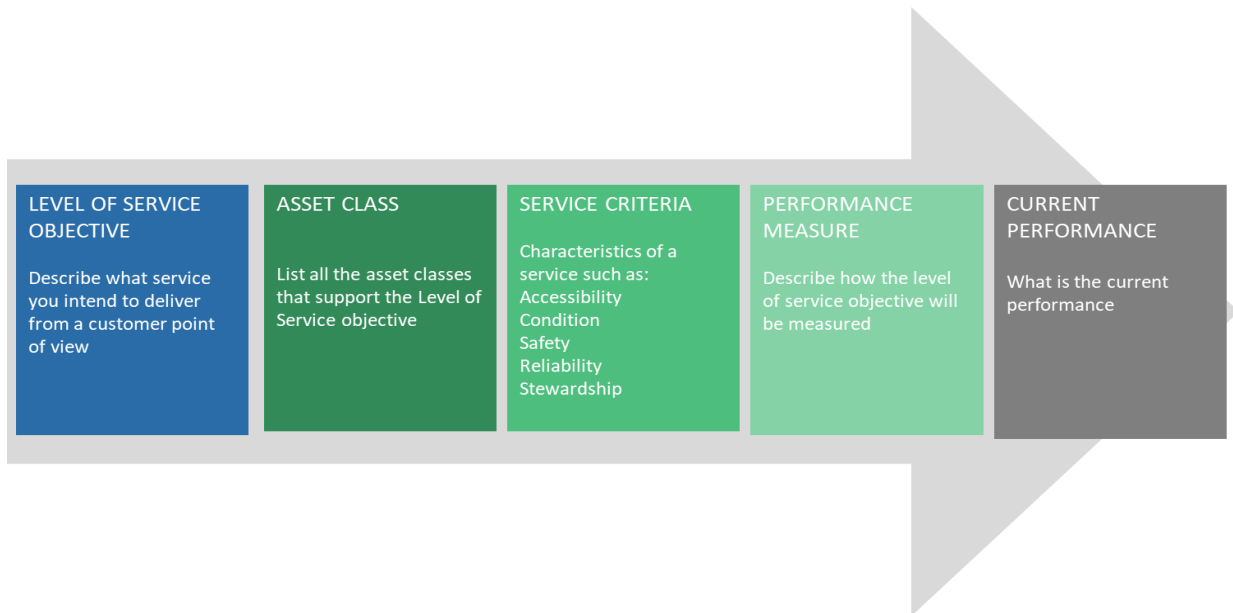 LEVEL OF SERVICE
OBJECTIVE
Describe what service
you intend to deliver
from a customer point
of view
ASSET CLASS
List all the asset classes
that support the Level of
Service objective
SERVICE CRITERIA
Characteristics of a
service such as:
Accessibility
Condition
Safety
Reliability
Stewardship
PERFORMANCE
MEASURE
Describe how the level
of service objective will
be measured
CURRENT
PERFORMANCE
What is the current
performance